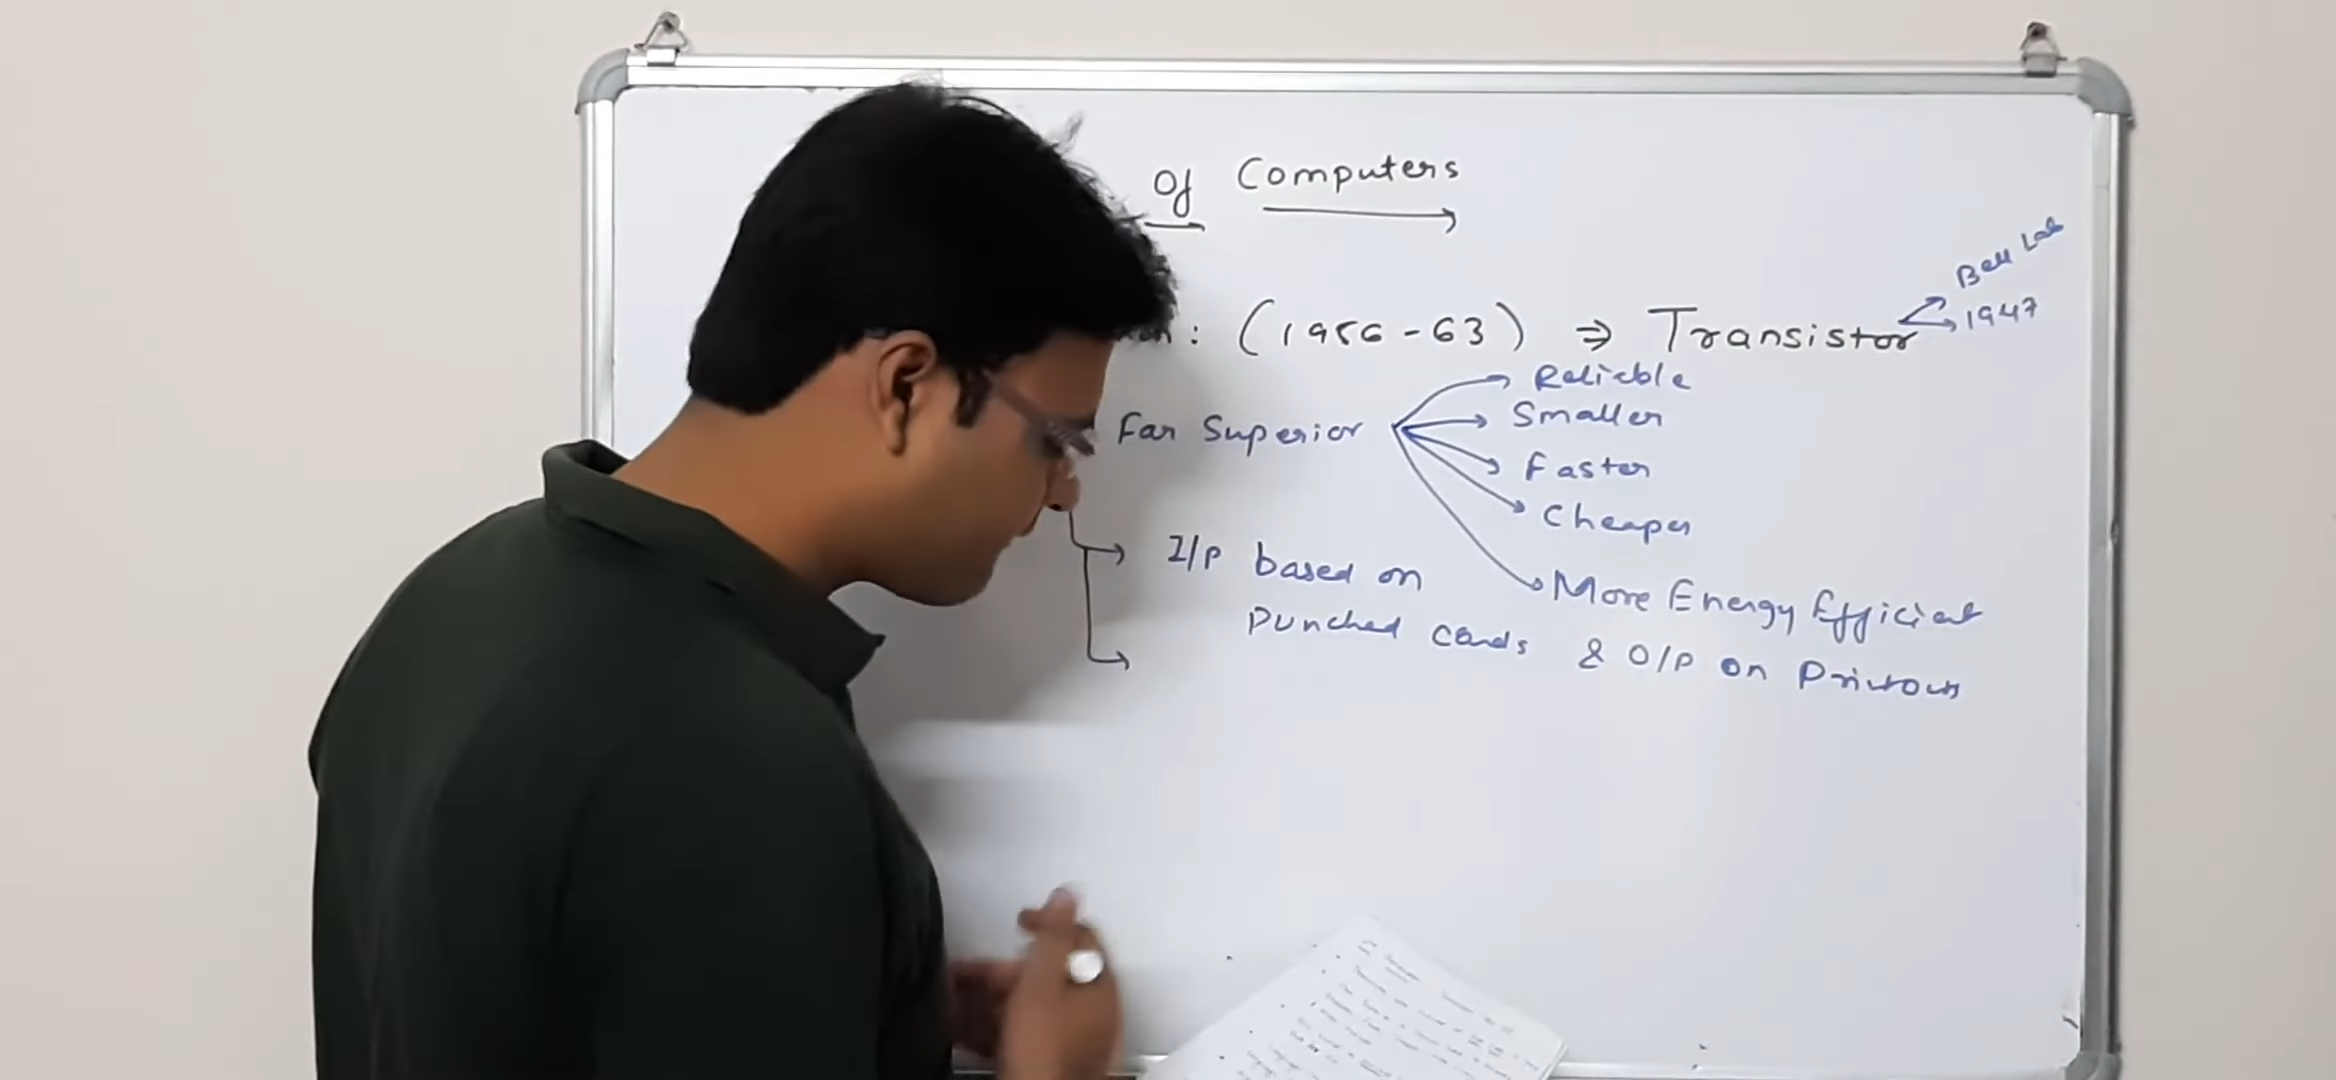 Of Computers
Bell Lab
: (1956-63) ⇒ Transistor
1947
Reliable
Far Superior
Smaller
Faster
Cheaper
I/P based on
More Energy Efficient
Punched Cards & O/P on Printouts